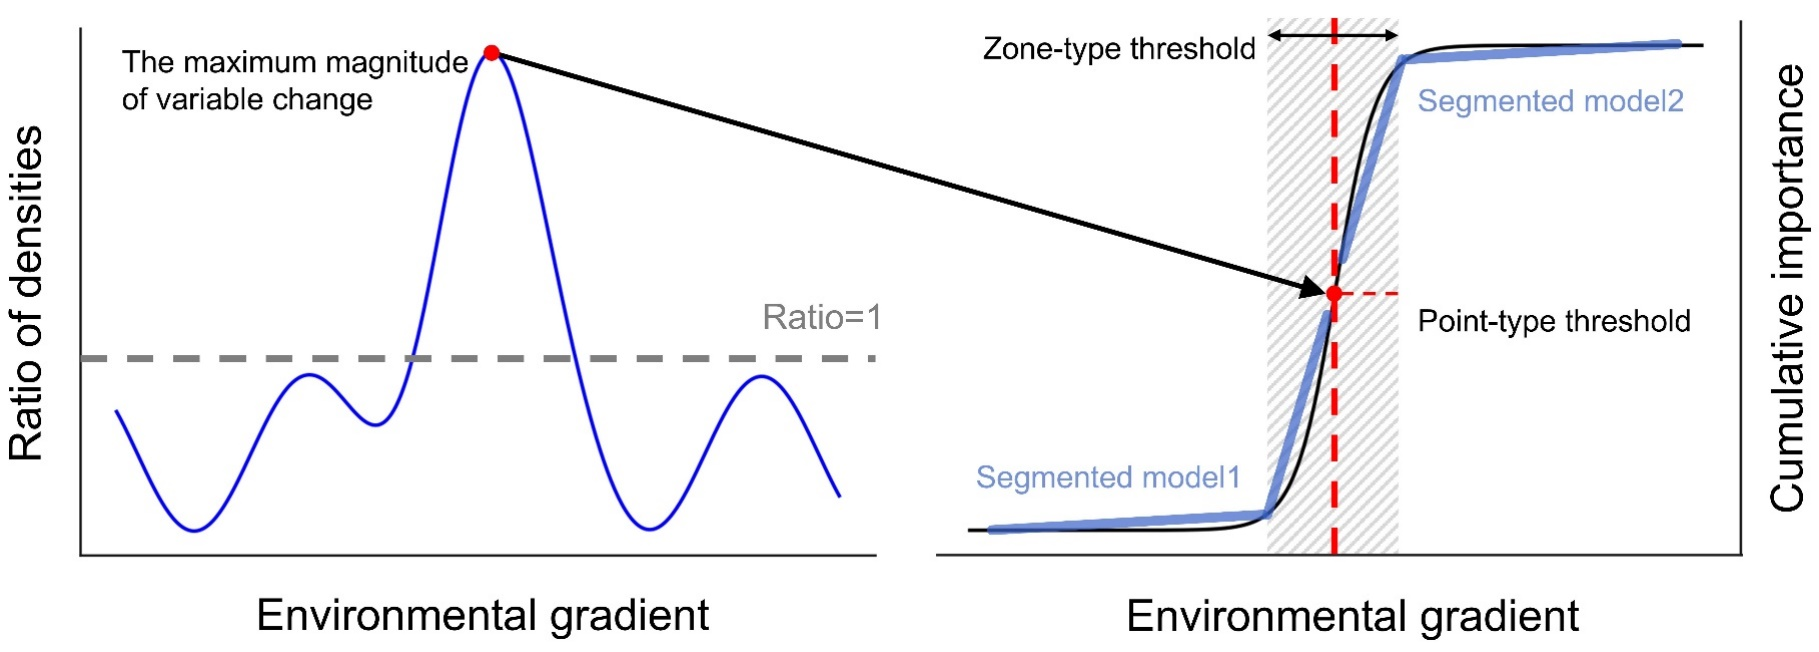 The maximum magnitude
of variable change
Ratio of densities
Ratio=1
Environmental gradient
Zone-type threshold
Segmented model2
Point-type threshold
Segmented model1
Cumulative importance
Environmental gradient